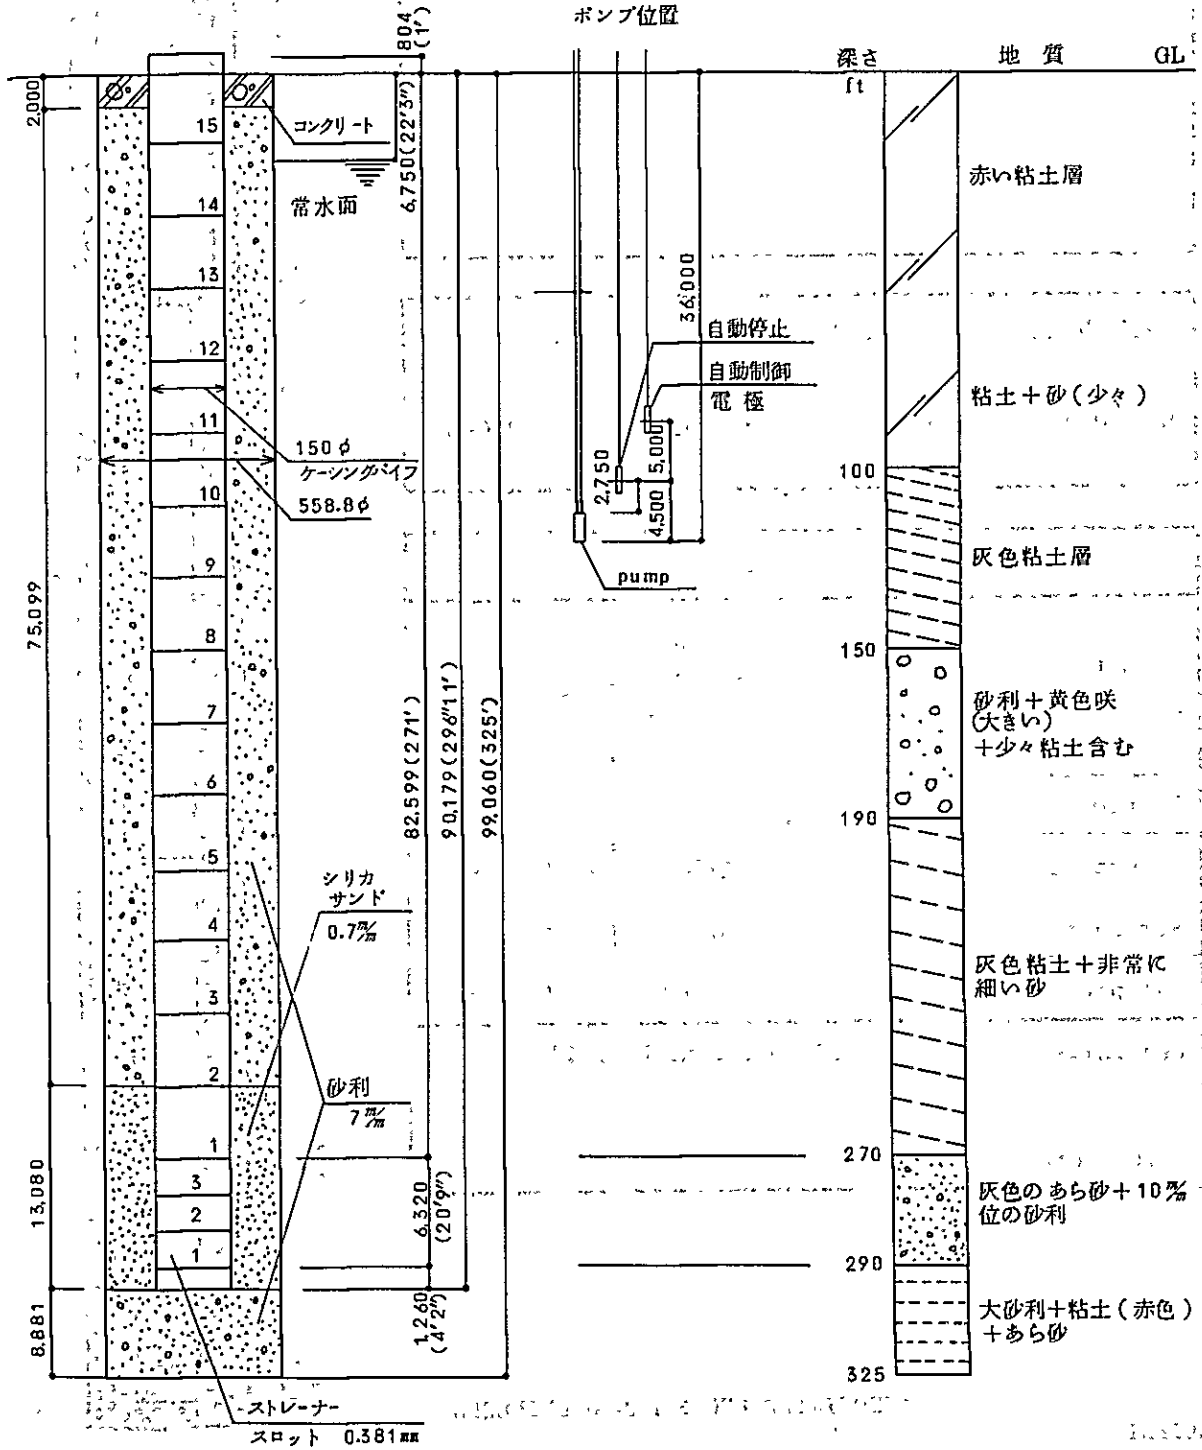 ポンプ位置
804
(1')
深さ
ft
地質
GL
2,000
15
コンクリート
6,750(22'3")
常水面
赤い粘土層
14
13
36,000
自動停止
12
自動制御
電極
粘土+砂(少々)
11
150φ
ケーシングパイプ
558.8φ
2,750
5,000
4,500
100
10
9
pump
灰色粘土層
75,099
8
150
7
砂利+黄色咲
(大きい)
+少々粘土含む
6
82,599(271')
90,179(296"11')
99,060(325')
190
5
シリカ
サンド
0.7m/m
4
灰色粘土+非常に
細い砂
3
2
砂利
7m/m
1
270
13,080
3
6,320
(20'9")
灰色のあら砂+10m/m
位の砂利
2
1
290
8,881
1,260
(4'2")
大砂利+粘土(赤色)
+あら砂
325
ストレーナー
スロット 0.381mm